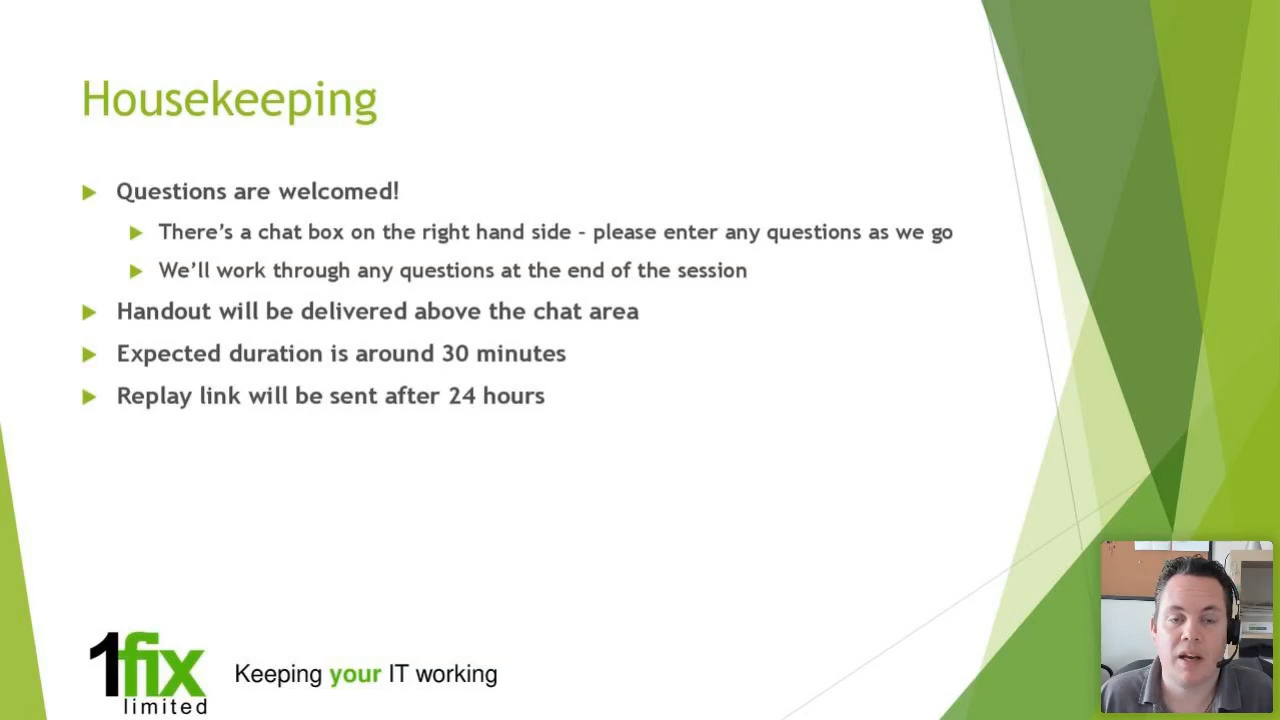 Housekeeping
Questions are welcomed!
There's a chat box on the right hand side – please enter any questions as we go
We'll work through any questions at the end of the session
Handout will be delivered above the chat area
Expected duration is around 30 minutes
Replay link will be sent after 24 hours
1fix
limited
Keeping your IT working